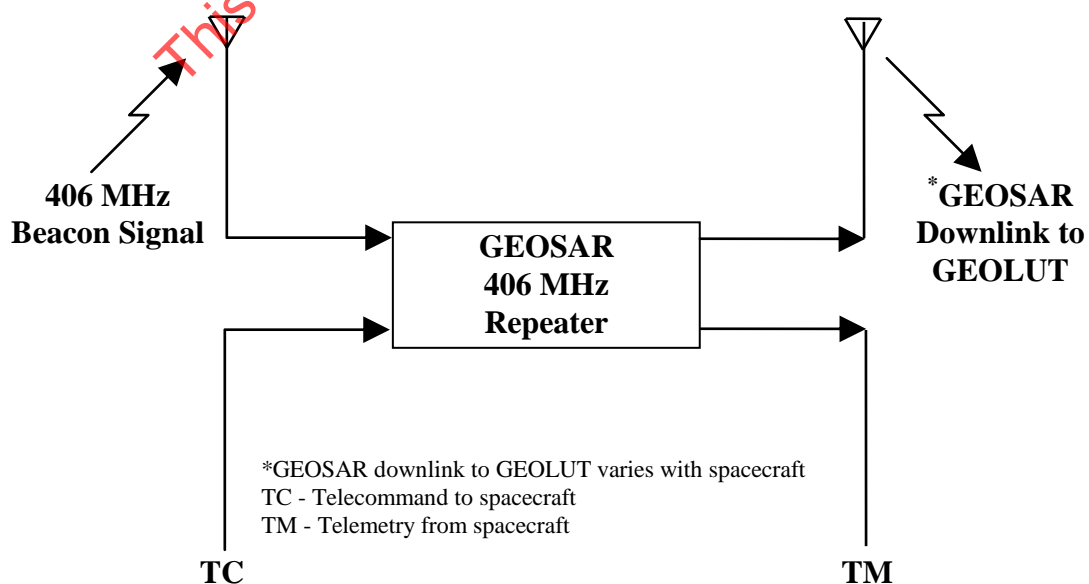 This
406 MHz
Beacon Signal
*GEOSAR
Downlink to
GEOLUT
GEOSAR
406 MHz
Repeater
*GEOSAR downlink to GEOLUT varies with spacecraft
TC - Telecommand to spacecraft
TM - Telemetry from spacecraft
TC
TM